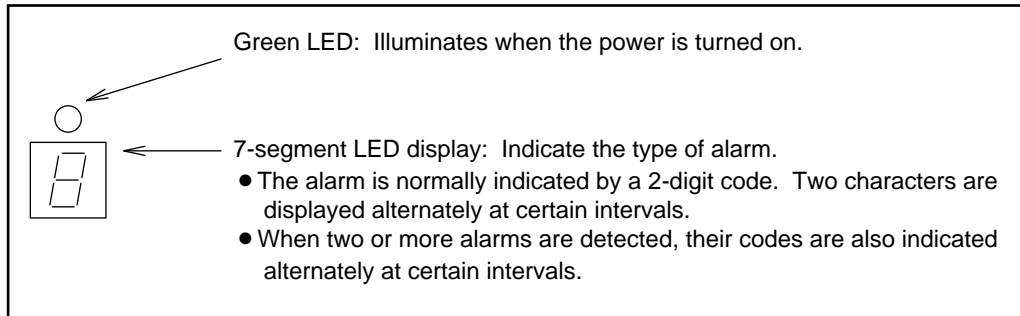 Green LED: Illuminates when the power is turned on.
7-segment LED display: Indicate the type of alarm.
● The alarm is normally indicated by a 2-digit code. Two characters are
displayed alternately at certain intervals.
● When two or more alarms are detected, their codes are also indicated
alternately at certain intervals.